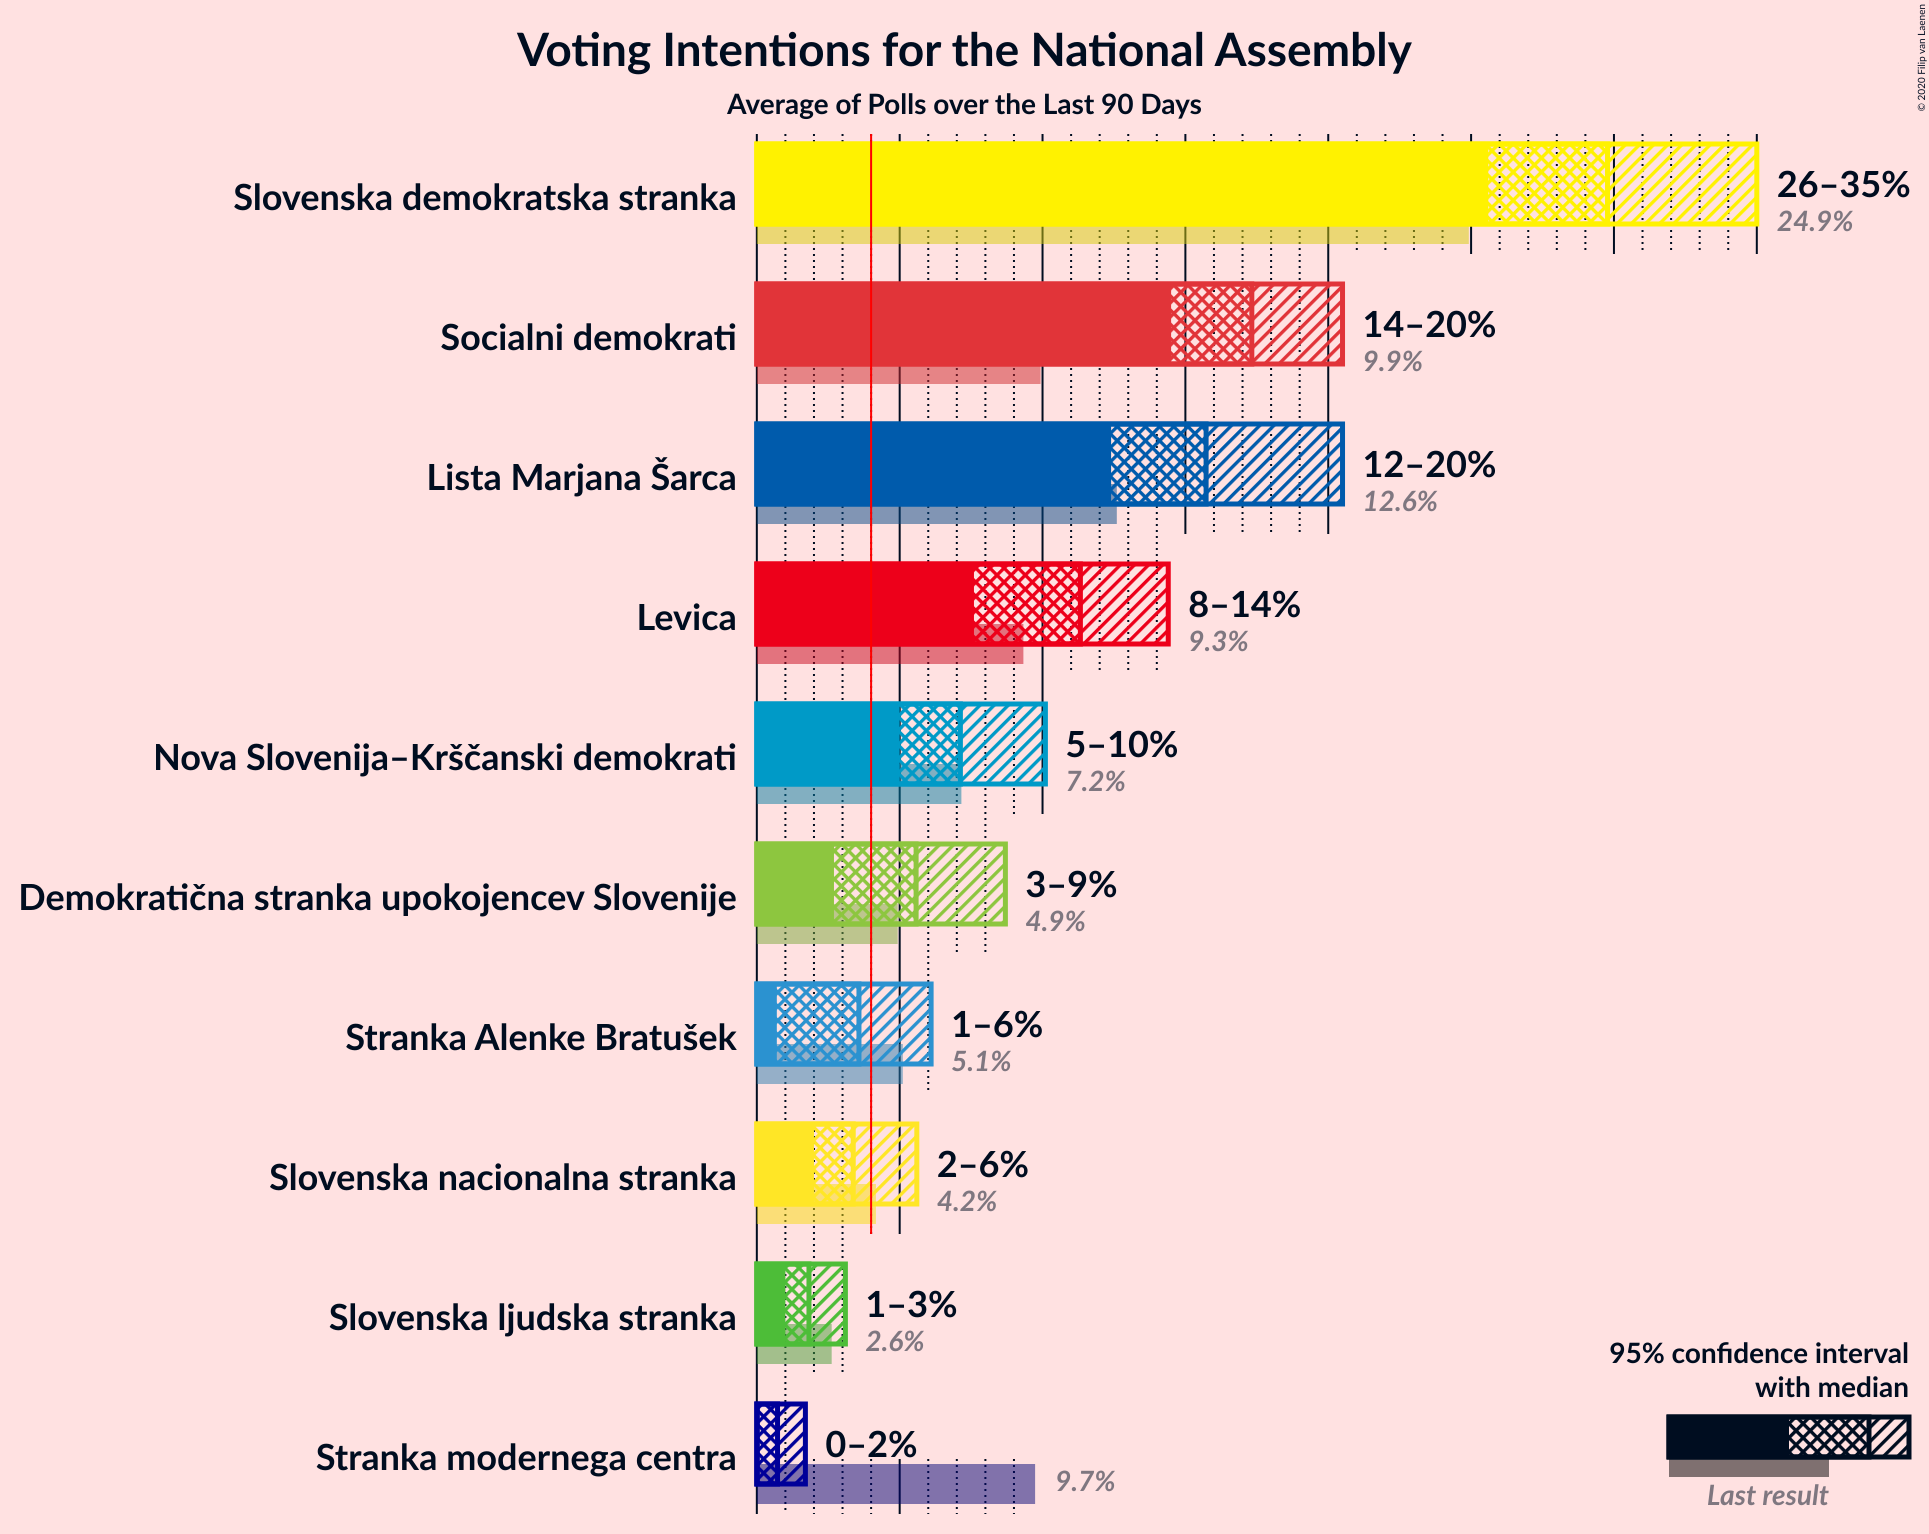 Voting Intentions for the National Assembly
Average of Polls over the Last 90 Days
© 2020 Filip van Laenen
Slovenska demokratska stranka
26–35%
24.9%
Socialni demokrati
14–20%
9.9%
Lista Marjana Šarca
12–20%
12.6%
Levica
8–14%
9.3%
Nova Slovenija–Krščanski demokrati
5–10%
7.2%
Demokratična stranka upokojencev Slovenije
3–9%
4.9%
Stranka Alenke Bratušek
1–6%
5.1%
Slovenska nacionalna stranka
2–6%
4.2%
Slovenska ljudska stranka
1–3%
2.6%
Stranka modernega centra
0–2%
9.7%
95% confidence interval
with median
Last result